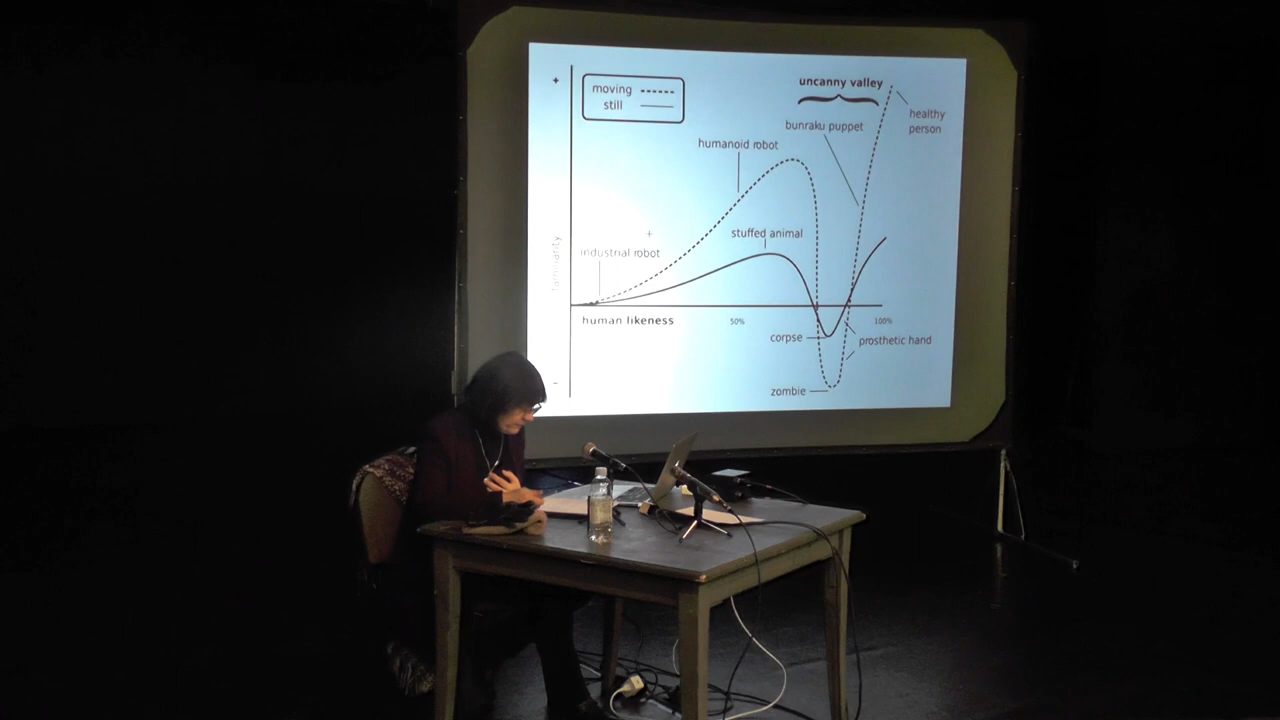 +
moving
still
uncanny valley
healthy
person
bunraku puppet
humanoid robot
stuffed animal
+
industrial robot
familiarity
human likeness
50%
100%
corpse
prosthetic hand
zombie
−